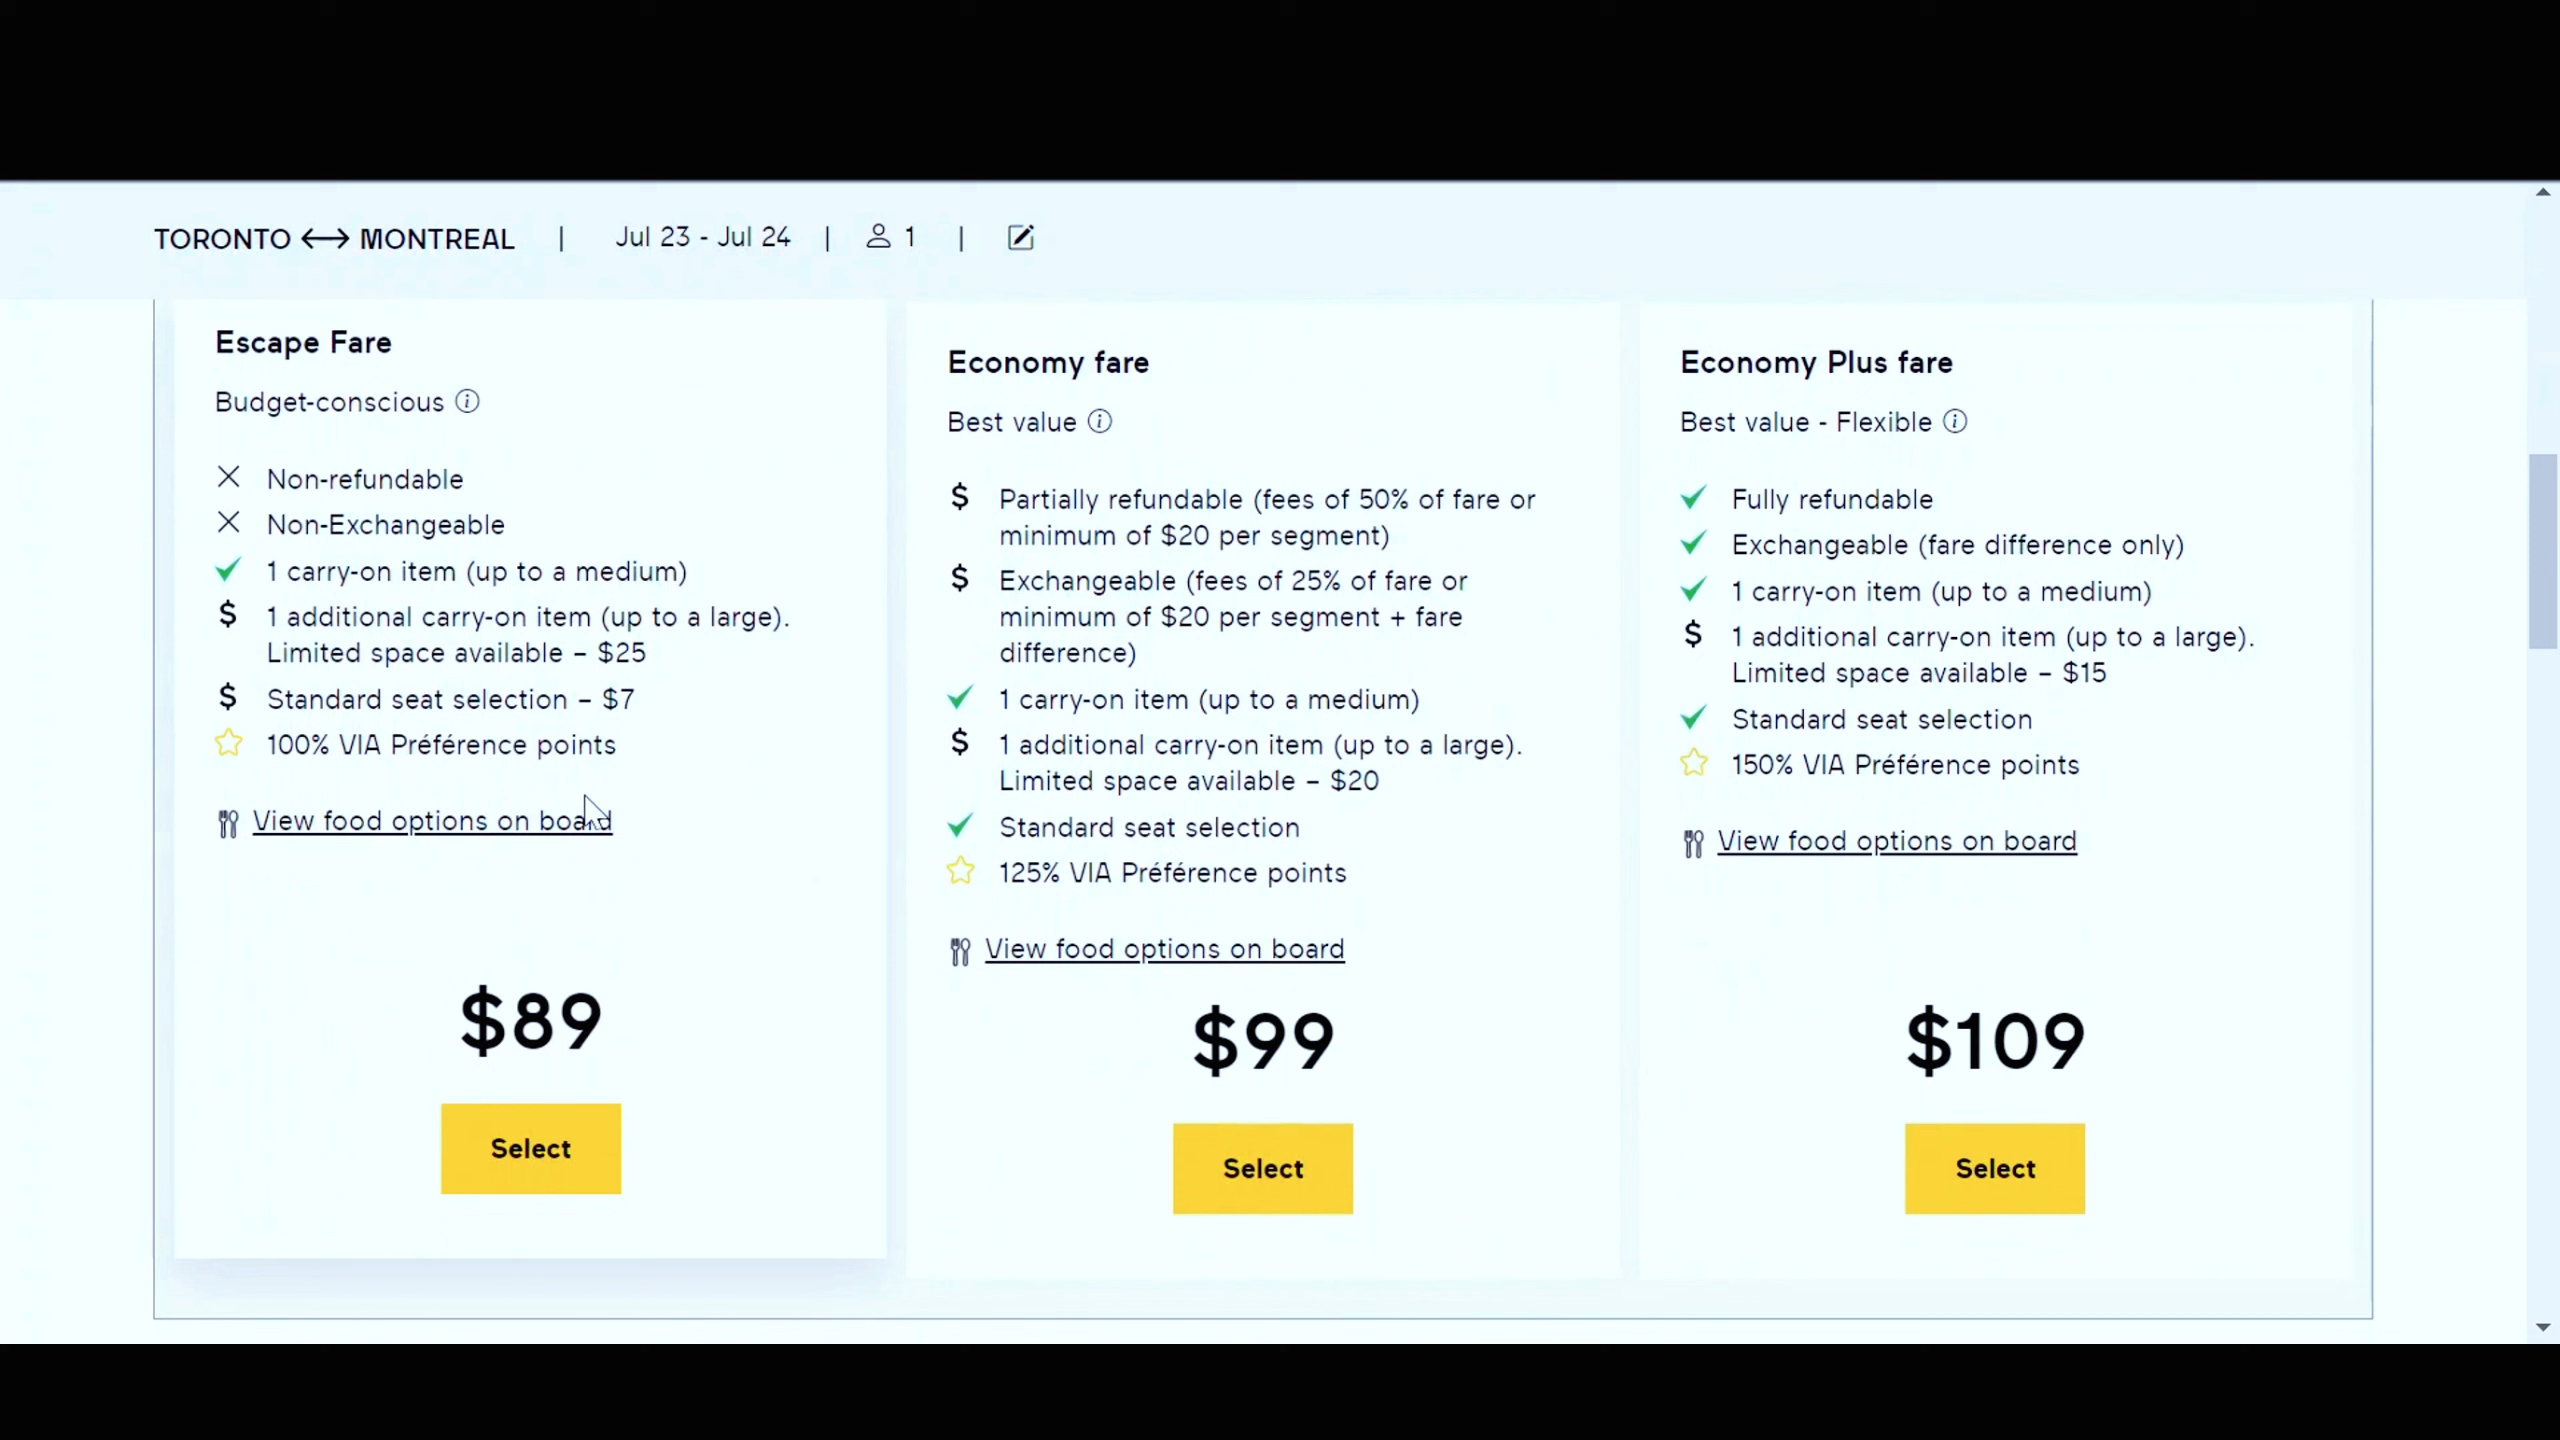 TORONTO ↔ MONTREAL | Jul 23 - Jul 24 | 1 |
Escape Fare
Budget-conscious
Non-refundable
Non-Exchangeable
1 carry-on item (up to a medium)
$ 1 additional carry-on item (up to a large).
Limited space available – $25
$ Standard seat selection – $7
100% VIA Préférence points
View food options on board
$89
Select
Economy fare
Best value
$ Partially refundable (fees of 50% of fare or
minimum of $20 per segment)
$ Exchangeable (fees of 25% of fare or
minimum of $20 per segment + fare
difference)
1 carry-on item (up to a medium)
$ 1 additional carry-on item (up to a large).
Limited space available – $20
Standard seat selection
125% VIA Préférence points
View food options on board
$99
Select
Economy Plus fare
Best value - Flexible
Fully refundable
Exchangeable (fare difference only)
1 carry-on item (up to a medium)
$ 1 additional carry-on item (up to a large).
Limited space available – $15
Standard seat selection
150% VIA Préférence points
View food options on board
$109
Select